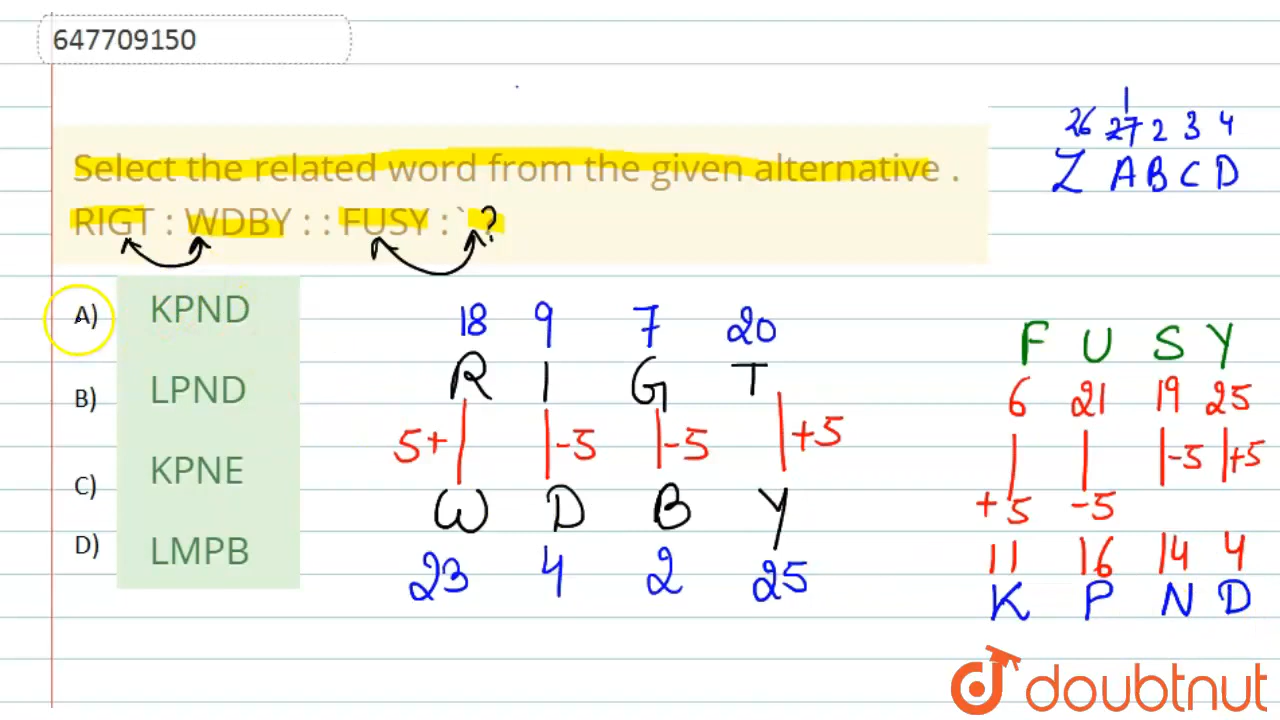 647709150
Select the related word from the given alternative .
RIGT : WDBY : : FUSY : ` ?
A) KPND
B) LPND
C) KPNE
D) LMPB
1
26 27 2 3 4
Z A B C D
18 9 7 20
R I G T
5+ -5 -5 +5
W D B Y
23 4 2 25
F U S Y
6 21 19 25
+5 -5 -5 +5
11 16 14 4
K P N D
doubtnut